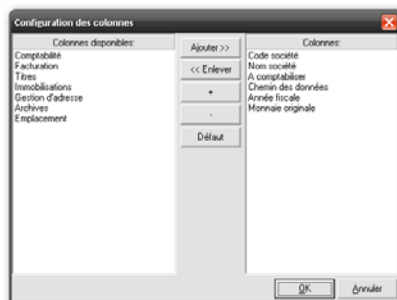 Configuration des colonnes
Colonnes disponibles:
Comptabilité
Facturation
Titres
Immobilisations
Gestion d'adresse
Archives
Emplacement
Ajouter >>
<< Enlever
+
-
Défaut
Colonnes:
Code société
Nom société
A comptabiliser
Chemin des données
Année fiscale
Monnaie originale
OK
Annuler